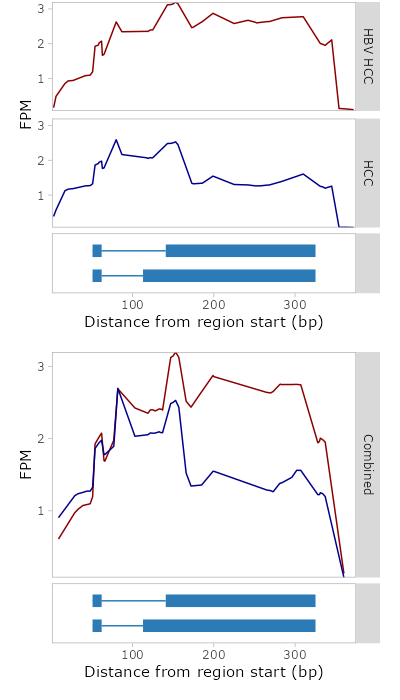 3
2
1
HBV HCC
FPM
3
2
1
HCC
100
200
300
Distance from region start (bp)
3
2
1
FPM
Combined
100
200
300
Distance from region start (bp)